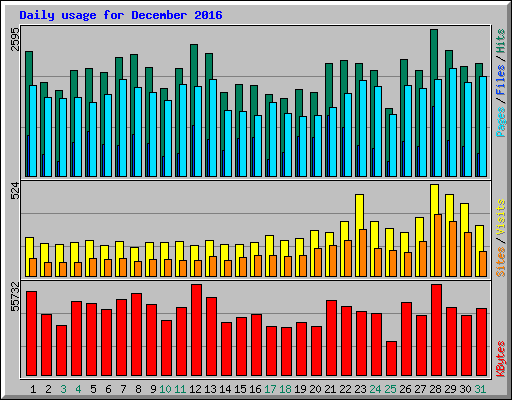 Daily usage for December 2016
2595
Pages / Files / Hits
524
Sites / Visits
55732
KBytes
1 2 3 4 5 6 7 8 9 10 11 12 13 14 15 16 17 18 19 20 21 22 23 24 25 26 27 28 29 30 31